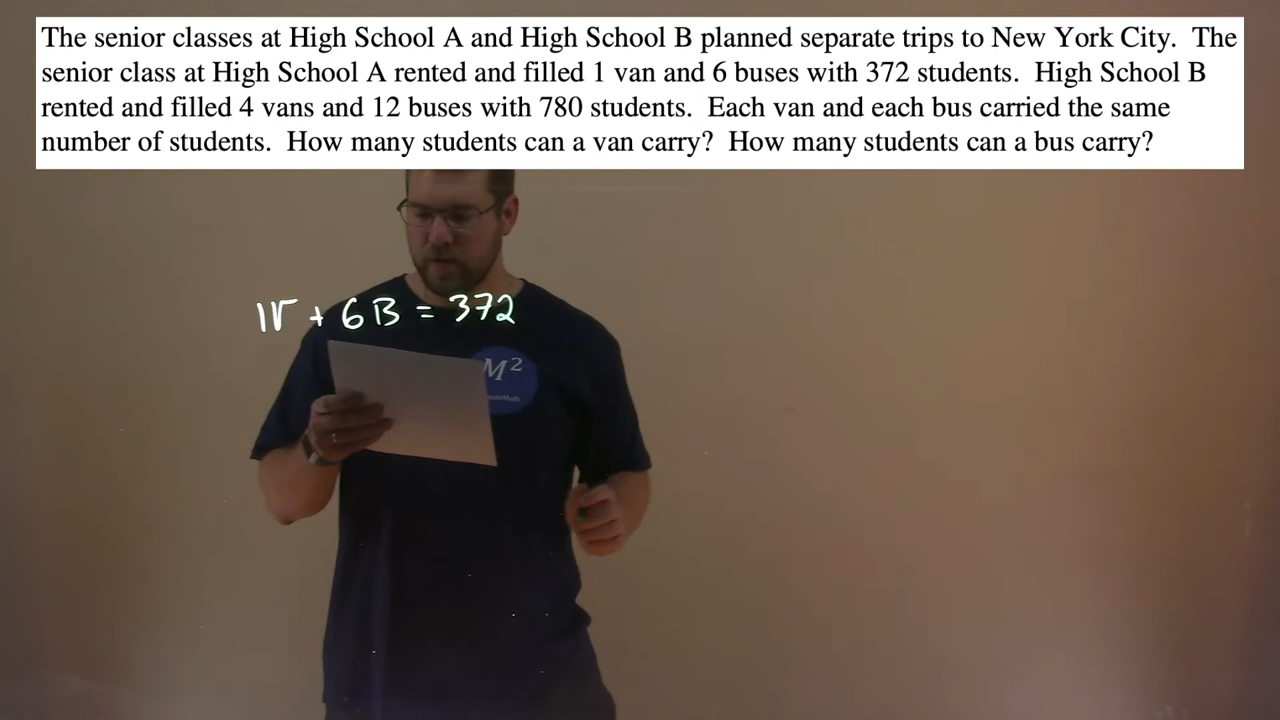 The senior classes at High School A and High School B planned separate trips to New York City. The
senior class at High School A rented and filled 1 van and 6 buses with 372 students. High School B
rented and filled 4 vans and 12 buses with 780 students. Each van and each bus carried the same
number of students. How many students can a van carry? How many students can a bus carry?
1V + 6B = 372
M²